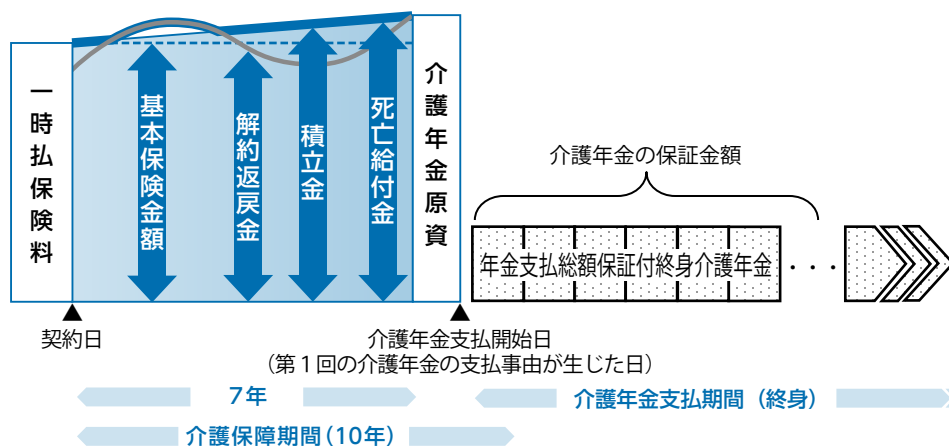 一時払保険料
基本保険金額
解約返戻金
積立金
死亡給付金
介護年金原資
介護年金の保証金額
年金支払総額保証付終身介護年金
・・・
契約日
介護年金支払開始日
(第1回の介護年金の支払事由が生じた日)
7年
介護年金支払期間(終身)
介護保障期間(10年)